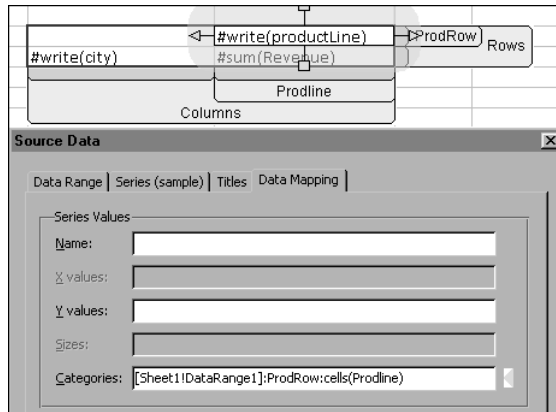 #write(productLine) ProdRow Rows
#write(city) #sum(Revenue)
Prodline
Columns
Source Data
Data Range Series (sample) Titles Data Mapping
Series Values
Name:
X values:
Y values:
Sizes:
Categories: [Sheet1!DataRange1]:ProdRow:cells(Prodline)